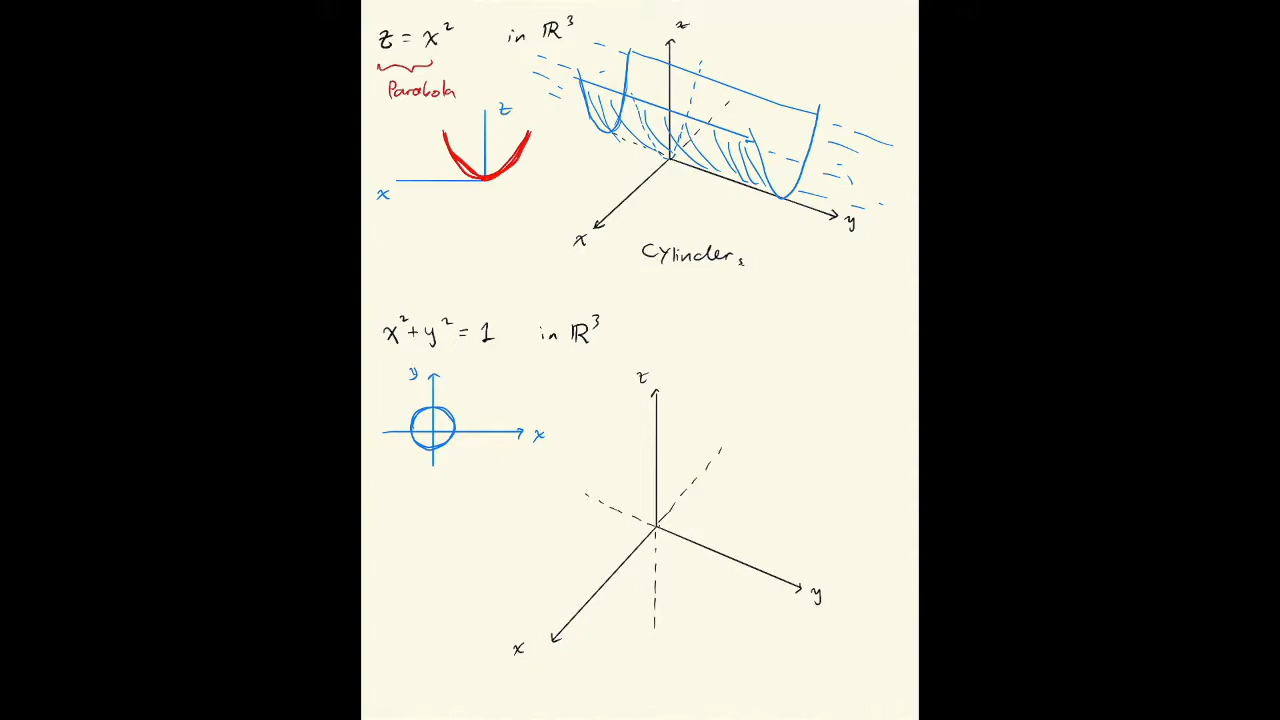 z = x² in ℝ³
Parabola
z
x
z
y
x
Cylinders
x² + y² = 1 in ℝ³
y
x
z
y
x